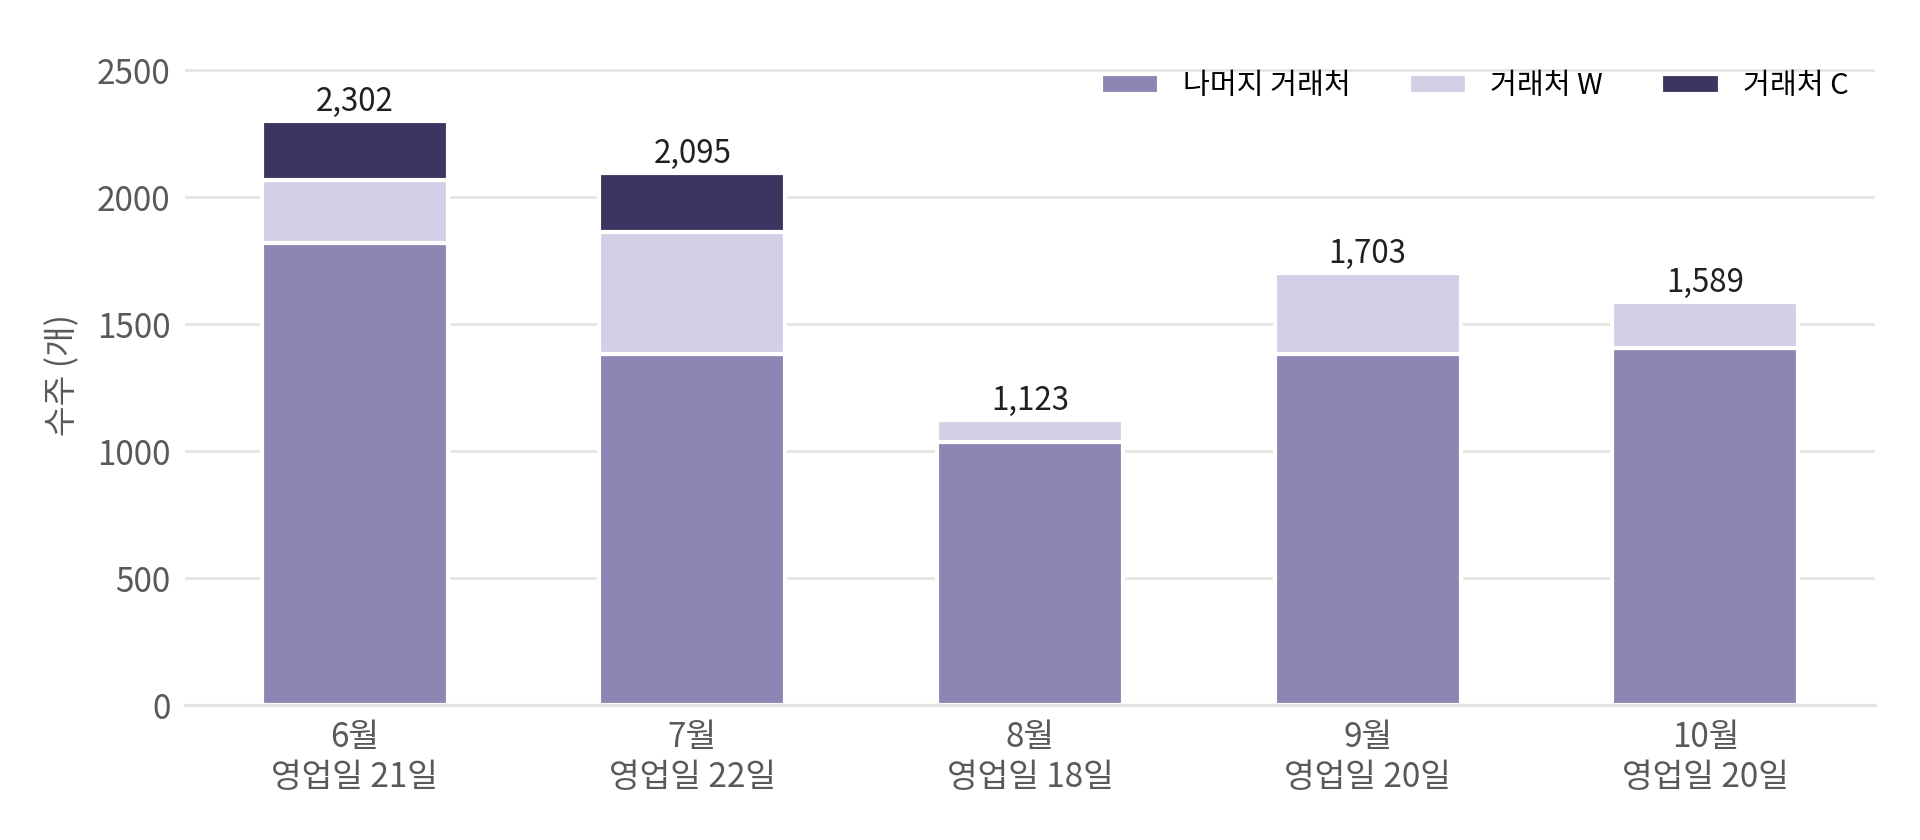 2500
2000
1500
1000
500
0
수주 (개)
나머지 거래처
거래처 W
거래처 C
2,302
2,095
1,123
1,703
1,589
6월
영업일 21일
7월
영업일 22일
8월
영업일 18일
9월
영업일 20일
10월
영업일 20일